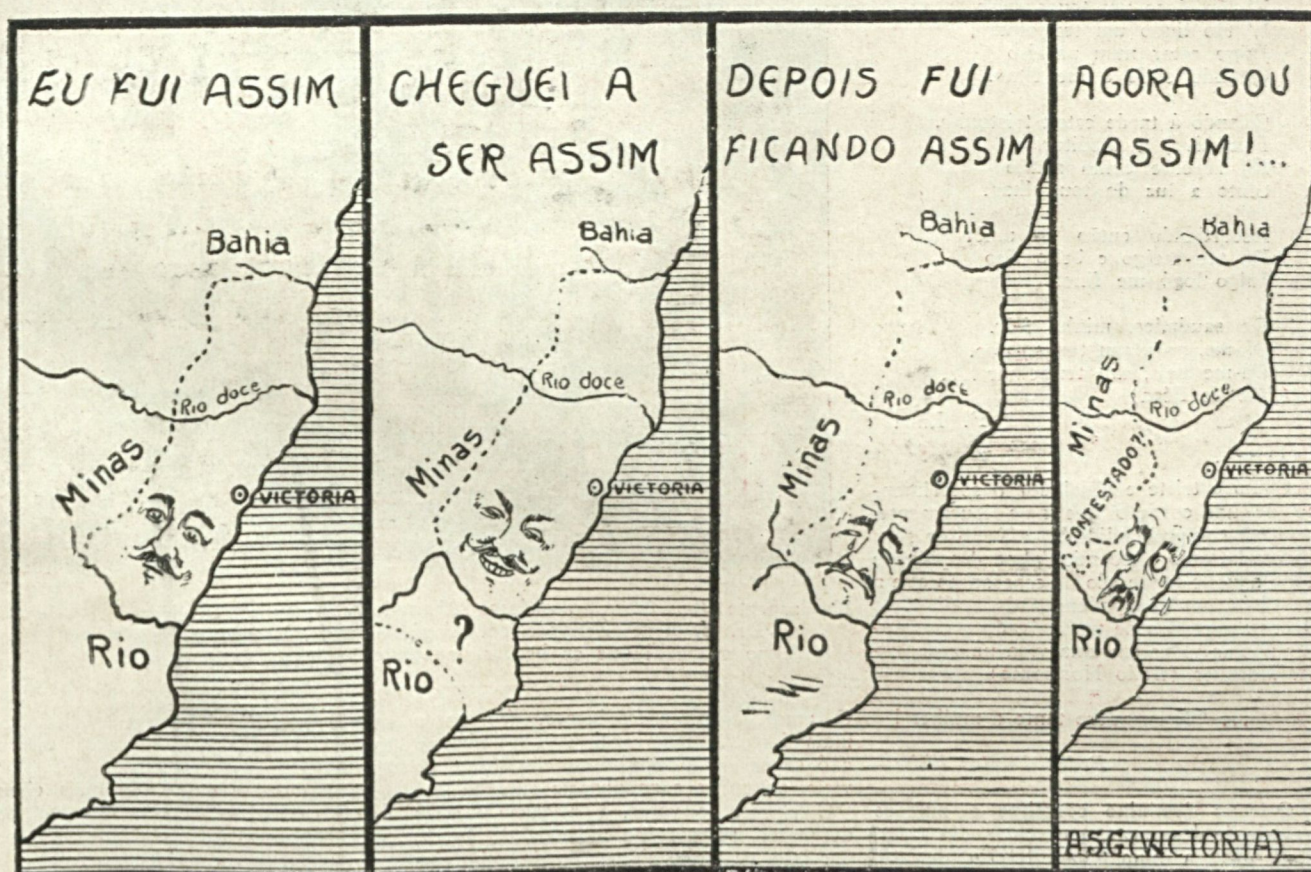 EU FUI ASSIM
Bahia
Rio doce
Minas
VICTORIA
Rio
CHEGUEI A
SER ASSIM
Bahia
Rio doce
Minas
VICTORIA
?
Rio
DEPOIS FUI
FICANDO ASSIM
Bahia
Rio doce
Minas
VICTORIA
Rio
AGORA SOU
ASSIM!...
Bahia
Minas
Rio doce
CONTESTADO?
VICTORIA
Rio
ASG(VICTORIA)